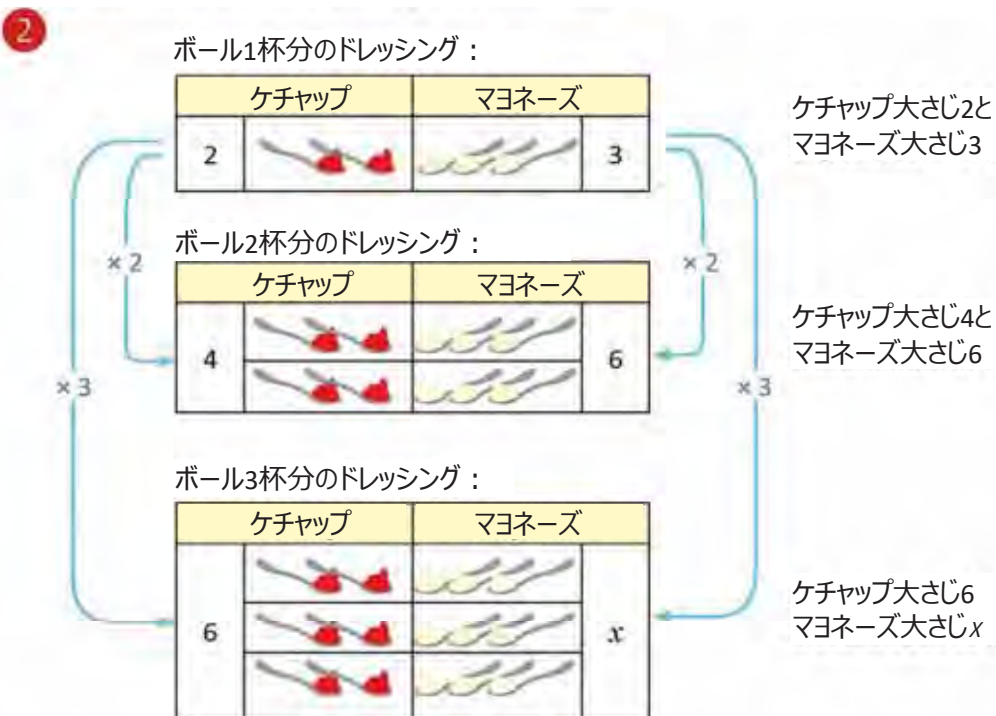 2
ボール1杯分のドレッシング：
ケチャップ マヨネーズ
2 3
ケチャップ大さじ2と
マヨネーズ大さじ3
× 2 × 2
ボール2杯分のドレッシング：
ケチャップ マヨネーズ
4 6
ケチャップ大さじ4と
マヨネーズ大さじ6
× 3 × 3
ボール3杯分のドレッシング：
ケチャップ マヨネーズ
6 x
ケチャップ大さじ6
マヨネーズ大さじx